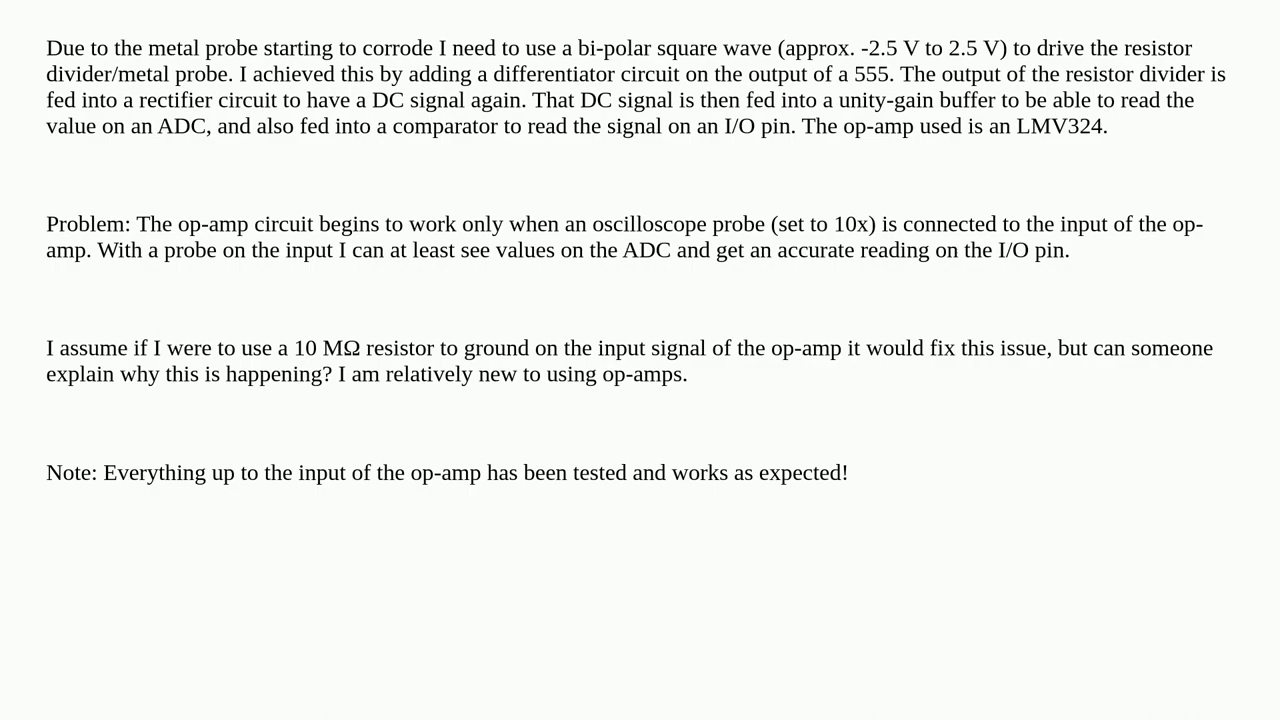 Due to the metal probe starting to corrode I need to use a bi-polar square wave (approx. -2.5 V to 2.5 V) to drive the resistor
divider/metal probe. I achieved this by adding a differentiator circuit on the output of a 555. The output of the resistor divider is
fed into a rectifier circuit to have a DC signal again. That DC signal is then fed into a unity-gain buffer to be able to read the
value on an ADC, and also fed into a comparator to read the signal on an I/O pin. The op-amp used is an LMV324.
Problem: The op-amp circuit begins to work only when an oscilloscope probe (set to 10x) is connected to the input of the op-
amp. With a probe on the input I can at least see values on the ADC and get an accurate reading on the I/O pin.
I assume if I were to use a 10 MΩ resistor to ground on the input signal of the op-amp it would fix this issue, but can someone
explain why this is happening? I am relatively new to using op-amps.
Note: Everything up to the input of the op-amp has been tested and works as expected!